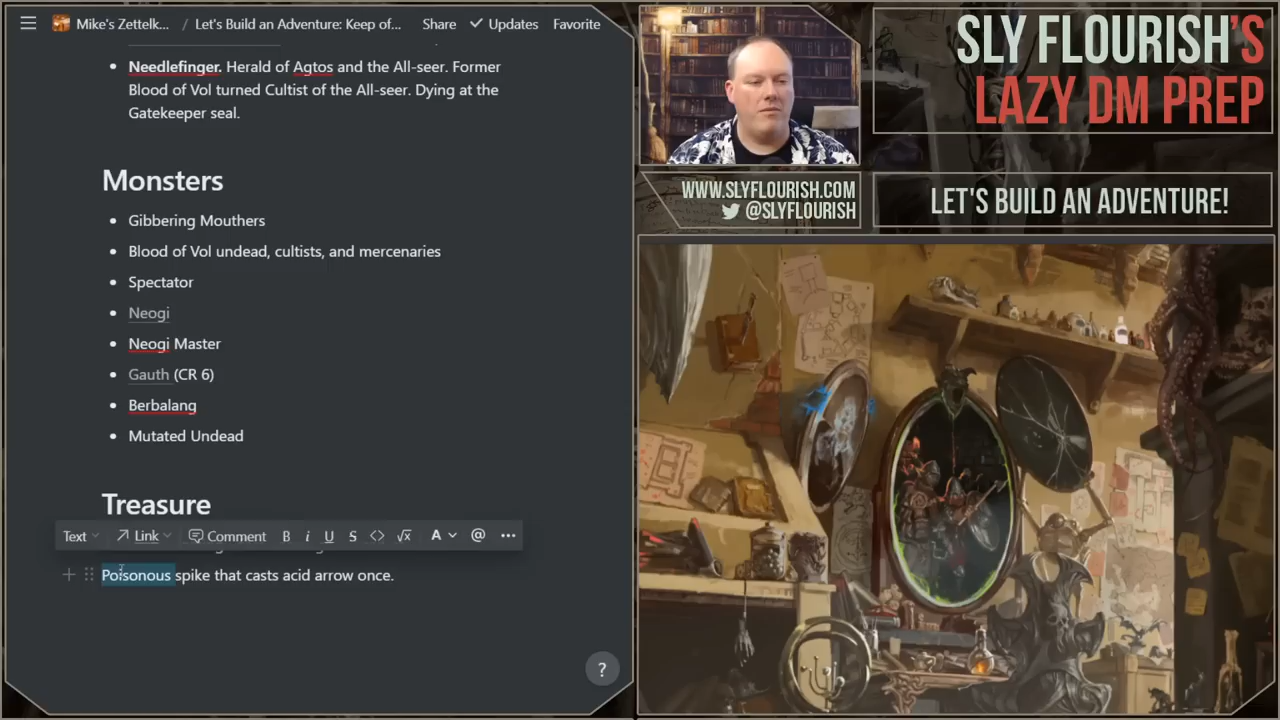 Mike's Zettelk... / Let's Build an Adventure: Keep of... Share Updates Favorite
Needlefinger. Herald of Agtos and the All-seer. Former
Blood of Vol turned Cultist of the All-seer. Dying at the
Gatekeeper seal.
Monsters
Gibbering Mouthers
Blood of Vol undead, cultists, and mercenaries
Spectator
Neogi
Neogi Master
Gauth (CR 6)
Berbalang
Mutated Undead
Treasure
Text Link Comment B i U S <> √x A @ •••
Poisonous spike that casts acid arrow once.
?
SLY FLOURISH'S
LAZY DM PREP
WWW.SLYFLOURISH.COM
@SLYFLOURISH
LET'S BUILD AN ADVENTURE!